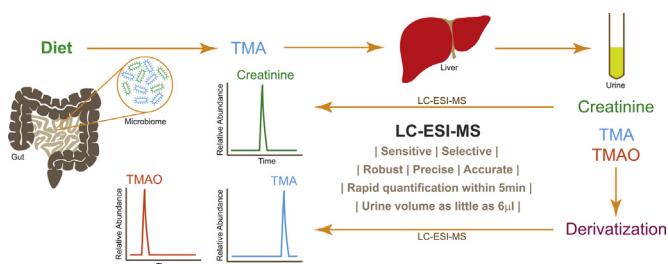 Diet
TMA
Liver
Urine
Microbiome
Gut
Creatinine
Relative Abundance
Time
LC-ESI-MS
Creatinine
TMA
TMAO
LC-ESI-MS
| Sensitive | Selective |
| Robust | Precise | Accurate |
| Rapid quantification within 5min |
| Urine volume as little as 6µl |
TMAO
Relative Abundance
TMA
Relative Abundance
LC-ESI-MS
Derivatization